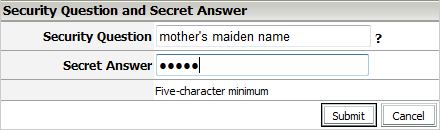 Security Question and Secret Answer
Security Question mother's maiden name ?
Secret Answer •••••
Five-character minimum
Submit Cancel